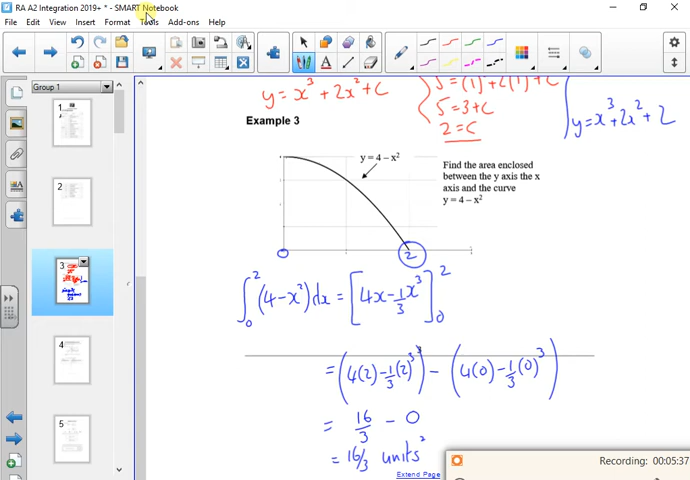 RA A2 Integration 2019+ * - SMART Notebook
File Edit View Insert Format Tools Add-ons Help
Group 1
1
2
3
4
5
y = x³ + 2x² + C
5 = 3 + C
2 = C
y = x³ + 2x² + 2
Example 3
y = 4 – x²
Find the area enclosed
between the y axis the x
axis and the curve
y = 4 – x²
0 2
∫₀² (4-x²)dx = [4x - 1/3 x³]₀²
= (4(2) - 1/3 (2)³) - (4(0) - 1/3 (0)³)
= 16/3 - 0
= 16/3 units²
Extend Page
Recording: 00:05:37